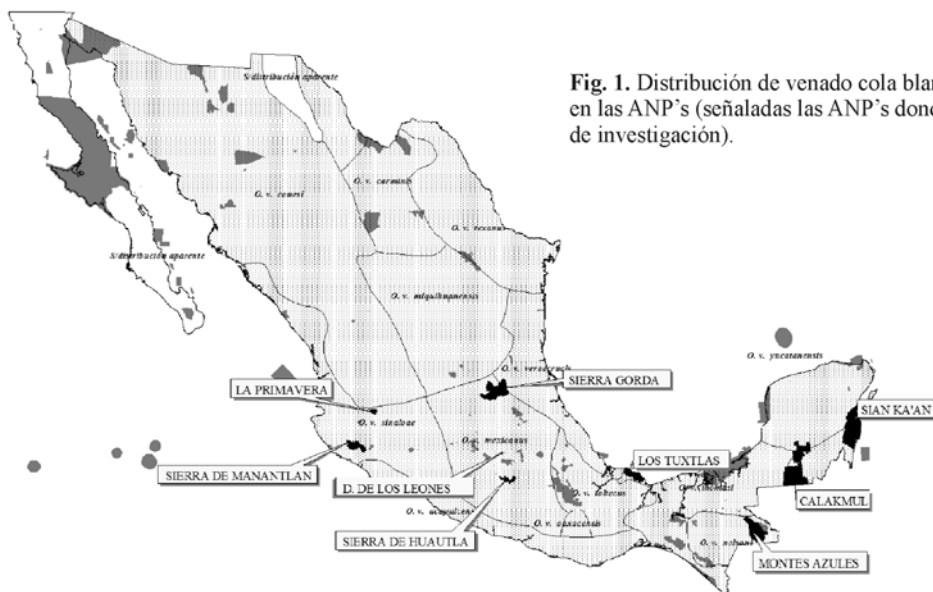 Fig. 1. Distribución de venado cola blan
en las ANP's (señaladas las ANP's dond
de investigación).
S/distribución aparente
O. v. couesi
O. v. carminis
O. v. texanus
S/distribución aparente
O. v. miquihuanensis
O. v. yucatanensis
O. v. veraecrucis
SIERRA GORDA
LA PRIMAVERA
SIAN KA'AN
O. v. sinaloae
O. v. mexicanus
LOS TUXTLAS
SIERRA DE MANANTLAN
D. DE LOS LEONES
O. v. toltecus
CALAKMUL
O. v.
O. v. oaxacensis
SIERRA DE HUAUTLA
O. v. nelsoni
MONTES AZULES